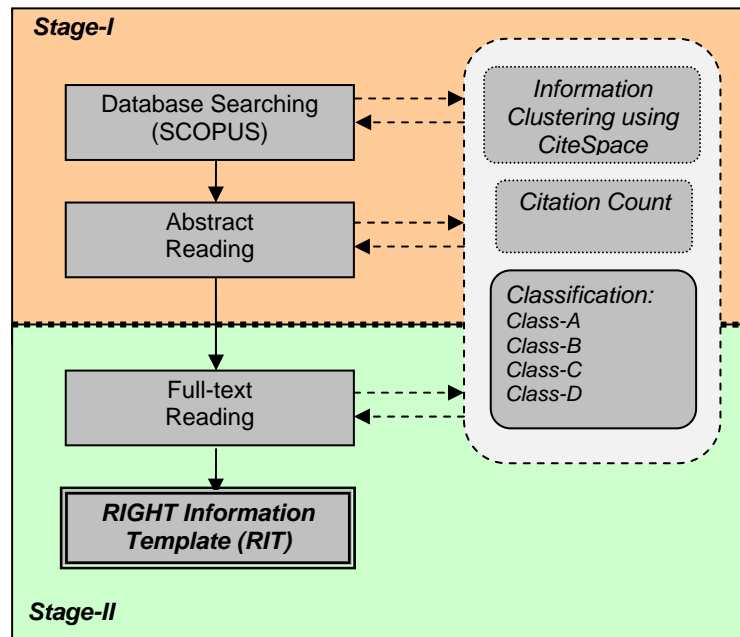 Stage-I
Database Searching
(SCOPUS)
Abstract
Reading
Full-text
Reading
RIGHT Information
Template (RIT)
Stage-II
Information
Clustering using
CiteSpace
Citation Count
Classification:
Class-A
Class-B
Class-C
Class-D